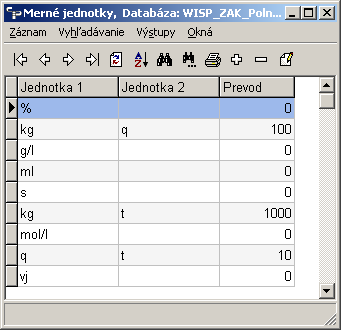 Merné jednotky, Databáza: WISP_ZAK_Poln...
Záznam Vyhľadávanie Výstupy Okná
Jednotka 1 Jednotka 2 Prevod
% 0
kg q 100
g/l 0
ml 0
s 0
kg t 1000
mol/l 0
q t 10
vj 0